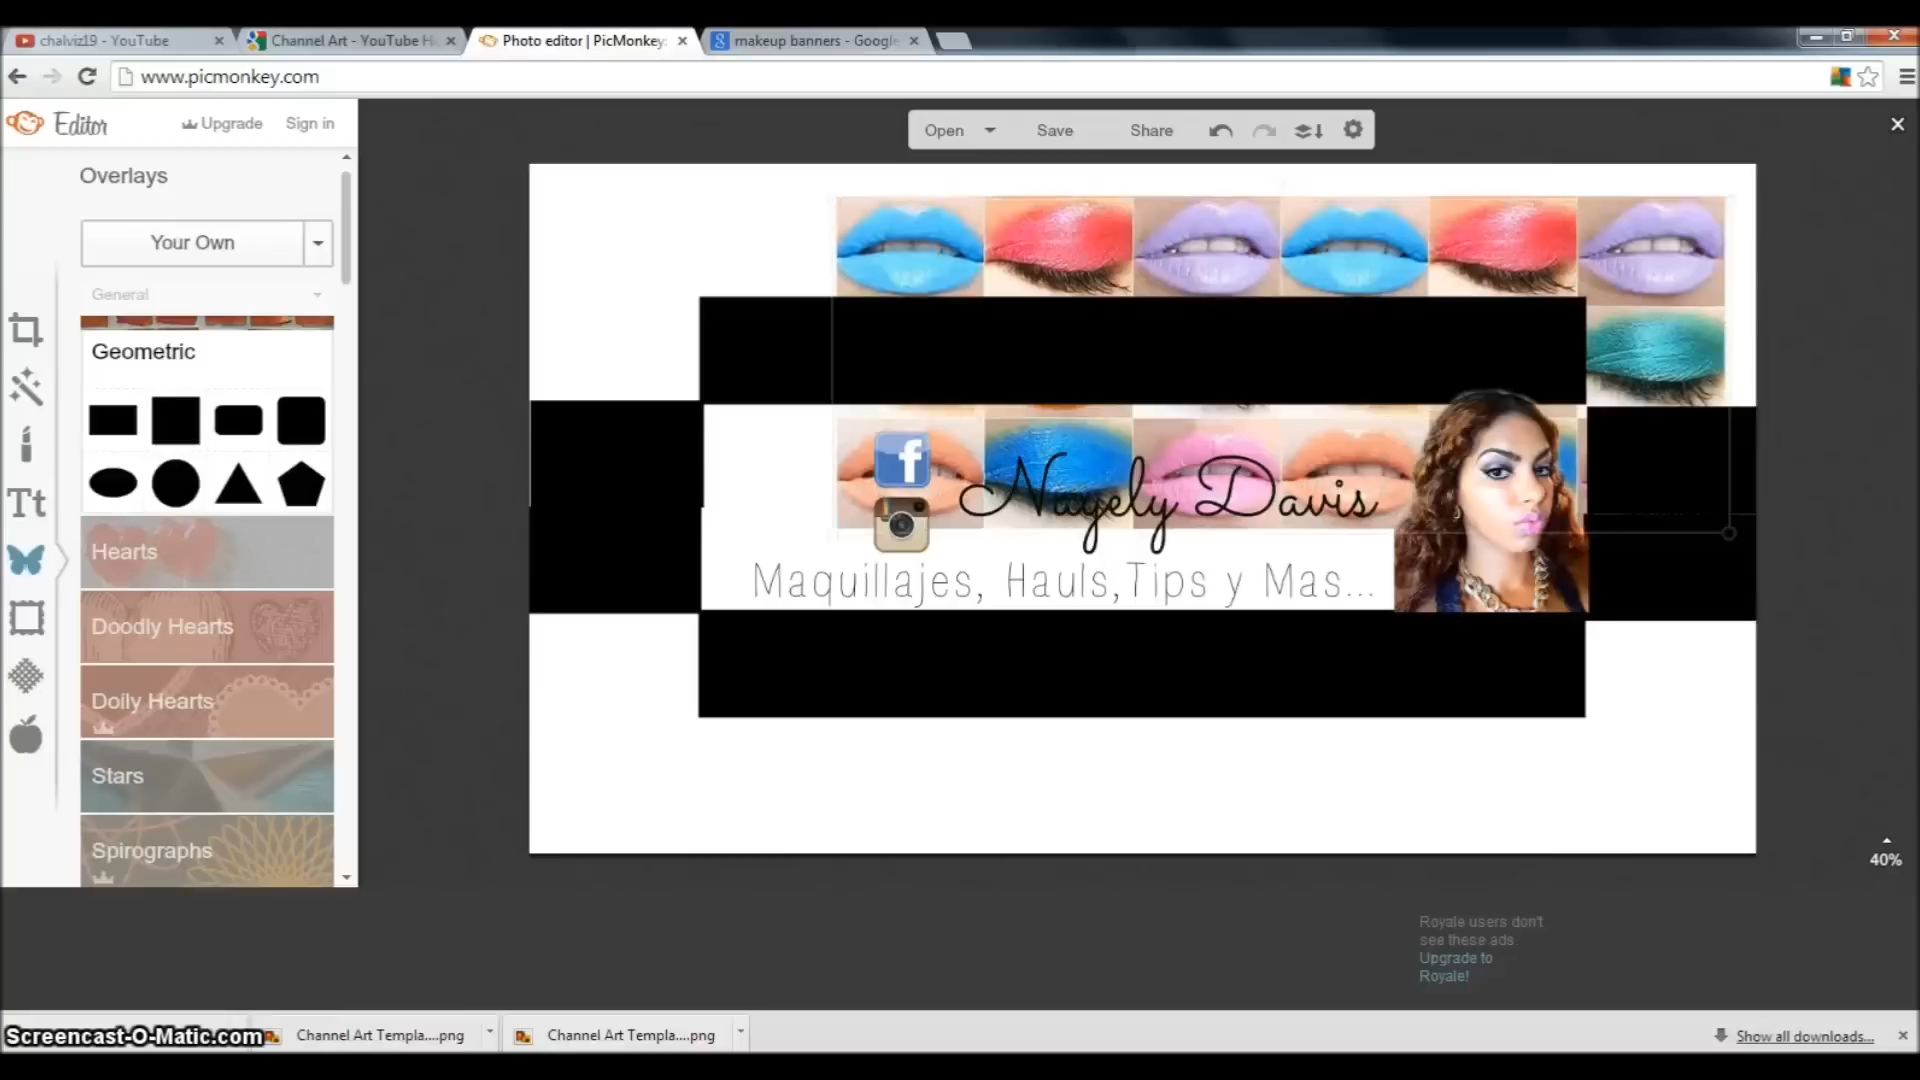 chalviz19 - YouTube
Channel Art - YouTube H
Photo editor | PicMonkey
makeup banners - Google
www.picmonkey.com
Editor
Upgrade
Sign in
Open
Save
Share
Overlays
Your Own
General
Geometric
Hearts
Doodly Hearts
Doily Hearts
Stars
Spirographs
f
Nayely Davis
Maquillajes, Hauls,Tips y Mas...
Tt
40%
Royale users don't
see these ads.
Upgrade to
Royale!
Screencast-O-Matic.com
Channel Art Templa....png
Channel Art Templa....png
Show all downloads...